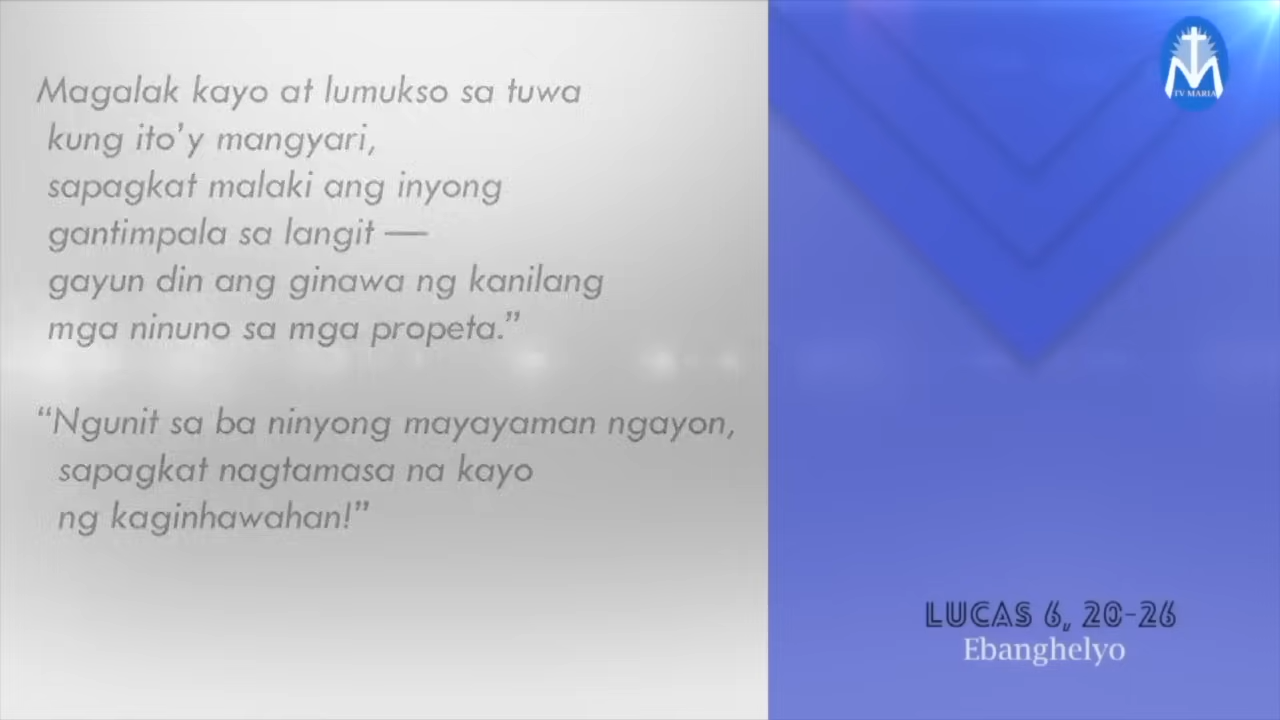 Magalak kayo at lumukso sa tuwa
kung ito'y mangyari,
sapagkat malaki ang inyong
gantimpala sa langit —
gayun din ang ginawa ng kanilang
mga ninuno sa mga propeta.”
“Ngunit sa ba ninyong mayayaman ngayon,
sapagkat nagtamasa na kayo
ng kaginhawahan!”
TV MARIA
LUCAS 6, 20-26
Ebanghelyo